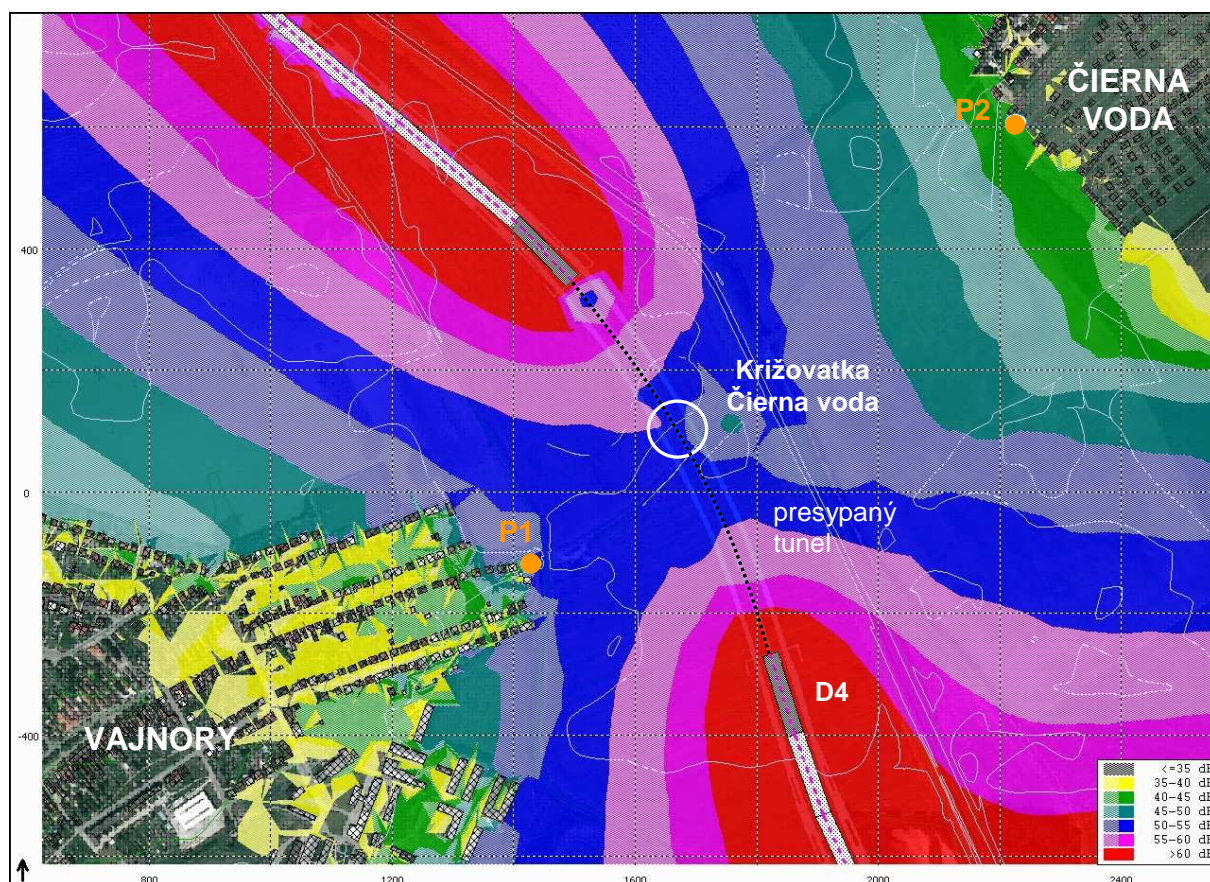 ČIERNA
VODA
P2
400
Križovatka
Čierna voda
0
presypaný
tunel
P1
D4
VAJNORY
-400
<=35 dB
35-40 dB
40-45 dB
45-50 dB
50-55 dB
55-60 dB
>60 dB
800
1200
1600
2000
2400